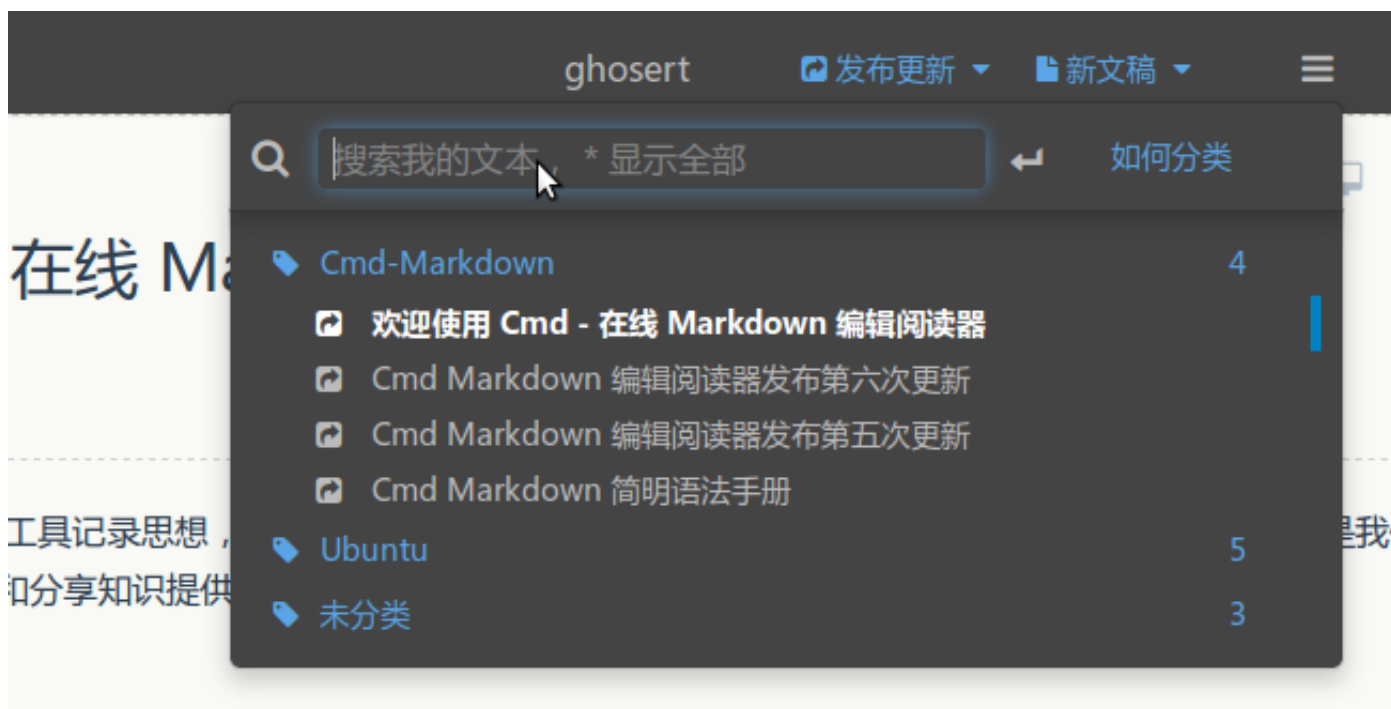 ghosert 发布更新 新文稿
搜索我的文本， * 显示全部 如何分类
在线 Ma
Cmd-Markdown 4
欢迎使用 Cmd - 在线 Markdown 编辑阅读器
Cmd Markdown 编辑阅读器发布第六次更新
Cmd Markdown 编辑阅读器发布第五次更新
Cmd Markdown 简明语法手册
工具记录思想， 是我
Ubuntu 5
和分享知识提供
未分类 3